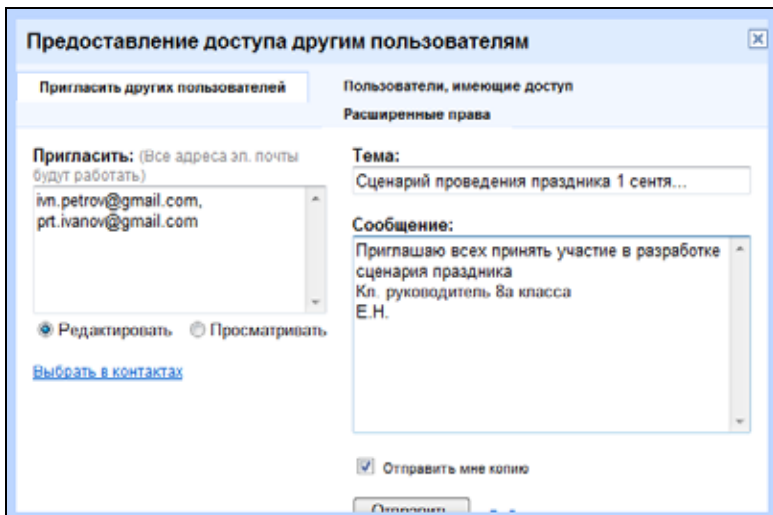 Предоставление доступа другим пользователям
Пригласить других пользователей
Пользователи, имеющие доступ
Расширенные права
Пригласить: (Все адреса эл. почты
будут работать)
ivn.petrov@gmail.com,
prt.ivanov@gmail.com
Редактировать Просматривать
Выбрать в контактах
Тема:
Сценарий проведения праздника 1 сентя...
Сообщение:
Приглашаю всех принять участие в разработке
сценария праздника
Кл. руководитель 8а класса
Е.Н.
Отправить мне копию
Отправить